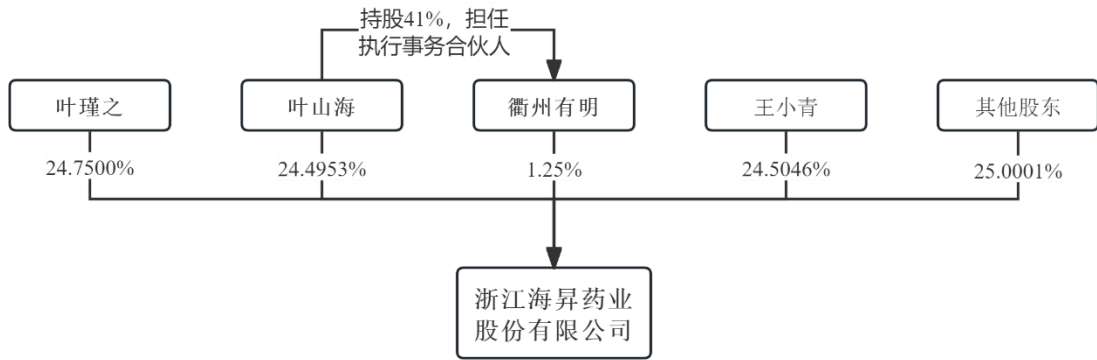 持股41%，担任
执行事务合伙人
叶瑾之
叶山海
衢州有明
王小青
其他股东
24.7500%
24.4953%
1.25%
24.5046%
25.0001%
浙江海昇药业
股份有限公司